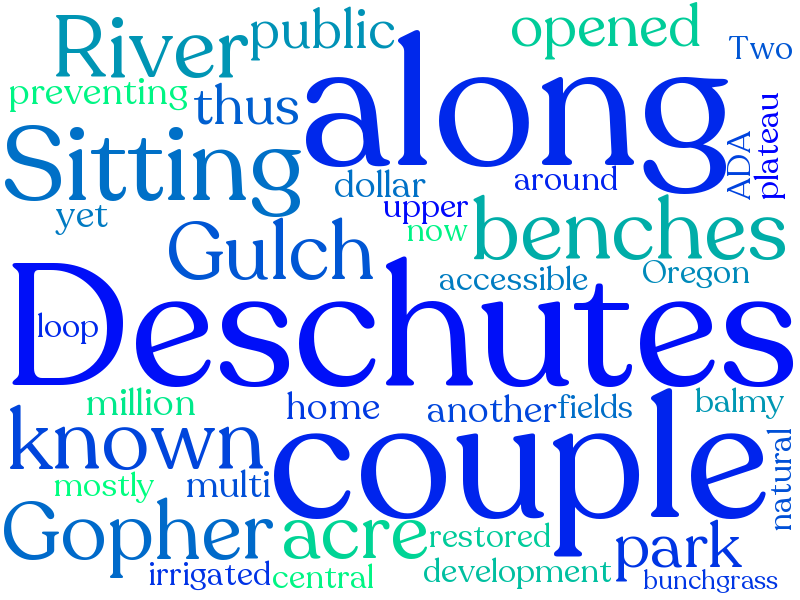 River
public
opened
Two
preventing
thus
along
Sitting
dollar
around
ADA
plateau
yet
upper
now
benches
Gulch
accessible
Oregon
Deschutes
loop
million
home
another
fields
balmy
known
couple
natural
mostly
multi
Gopher
acre
restored
park
irrigated
central
development
bunchgrass